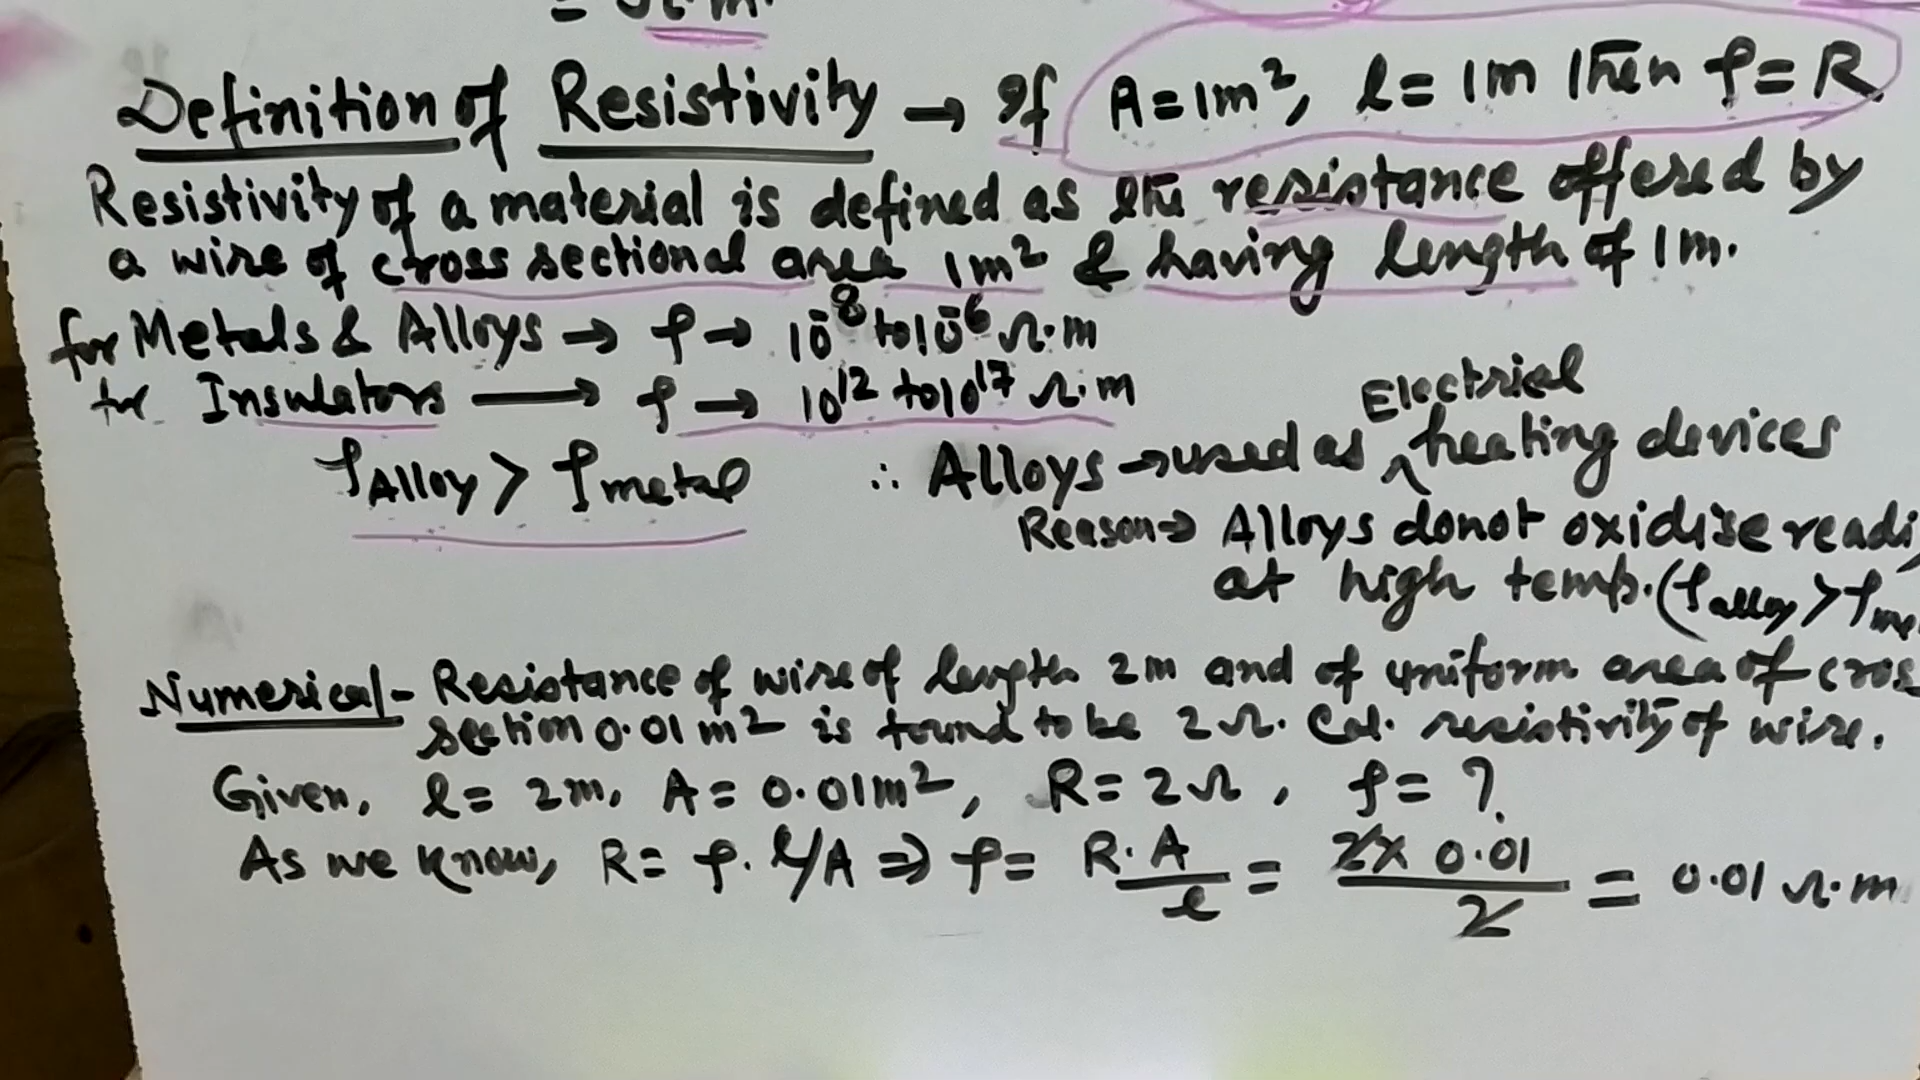 = Ω.m.
Definition of Resistivity → If A=1m², l=1m then ρ=R.
Resistivity of a material is defined as the resistance offered by
a wire of cross sectional area 1m² & having length of 1m.
for Metals & Alloys → ρ → 10⁻⁸ to 10⁻⁶ Ω.m
for Insulators → ρ → 10¹² to 10¹⁷ Ω.m
ρAlloy > ρmetal ∴ Alloys → used as Electrical heating devices
Reason → Alloys donot oxidise readi
at high temp. (ρalloy > ρme
Numerical - Resistance of wire of length 2m and of uniform area of cros
section 0.01m² is found to be 2Ω. Cal. resistivity of wire.
Given, l= 2m, A= 0.01m², R= 2Ω, ρ= ?
As we know, R= ρ.l/A ⇒ ρ= R.A/l = 2x 0.01/2 = 0.01 Ω.m